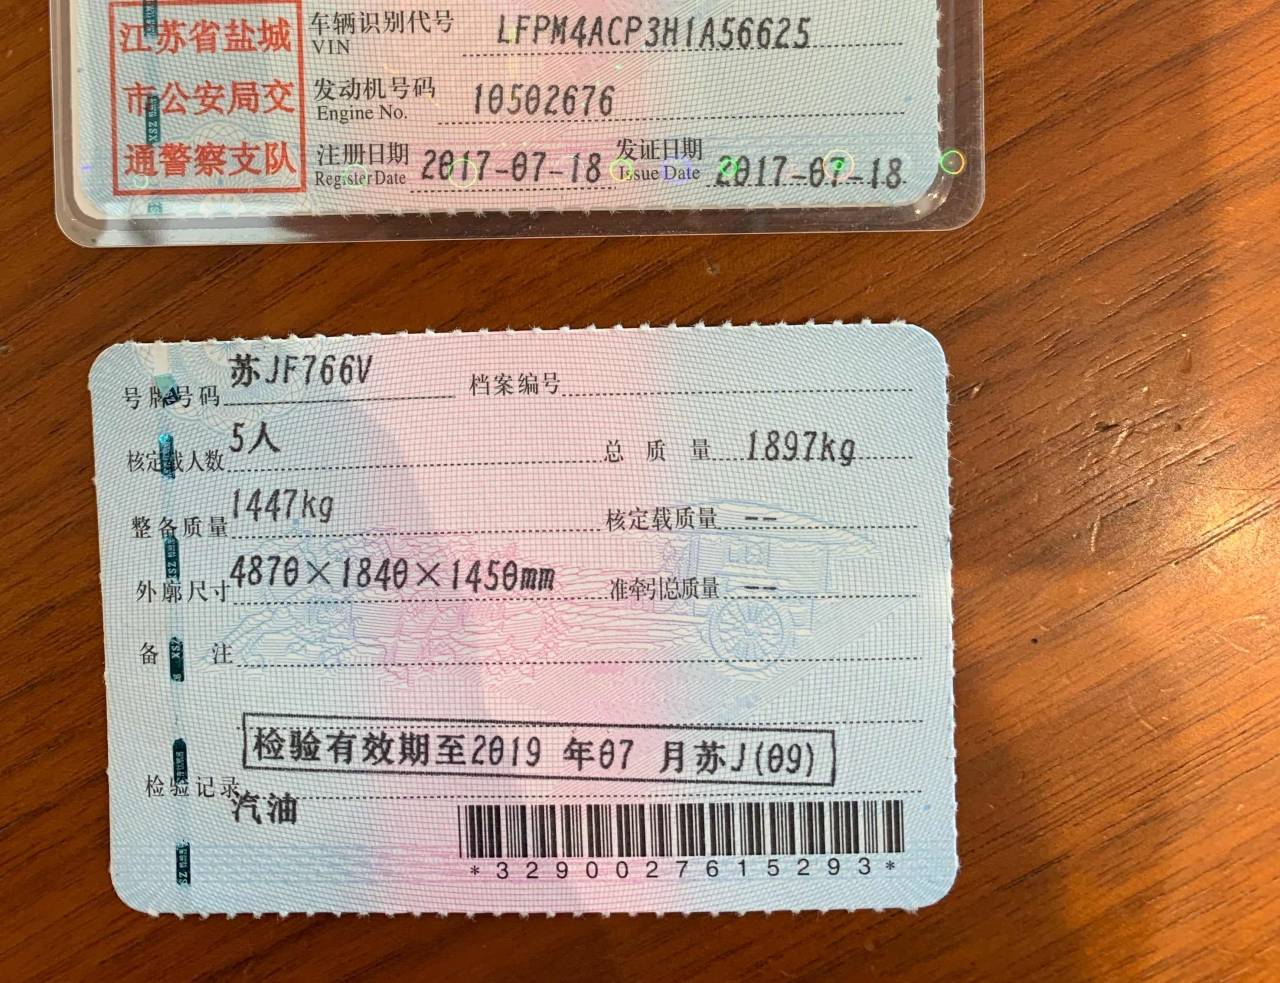 江苏省盐城
市公安局交
通警察支队
车辆识别代号 LFPM4ACP3H1A56625
VIN
发动机号码 10502676
Engine No.
注册日期 2017-07-18 发证日期 2017-07-18
Register Date Issue Date
号牌号码 苏JF766V 档案编号
核定载人数 5人 总质量 1897kg
整备质量 1447kg 核定载质量 --
外廓尺寸 4870×1840×1450mm 准牵引总质量 --
备注
检验有效期至2019 年07 月苏J(09)
检验记录
汽油
*3290027615293*